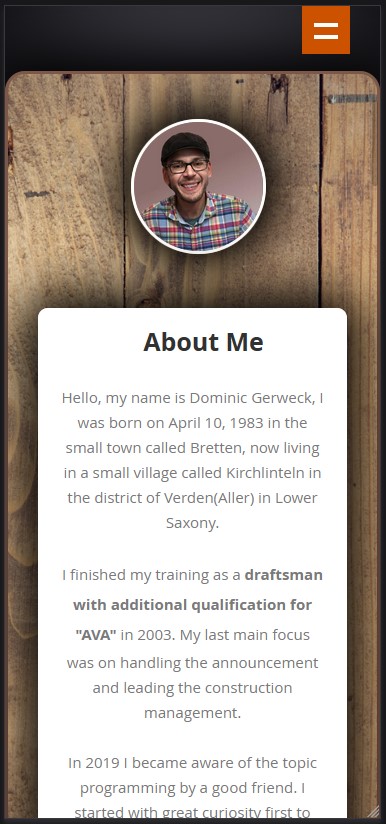 About Me
Hello, my name is Dominic Gerweck, I
was born on April 10, 1983 in the
small town called Bretten, now living
in a small village called Kirchlinteln in
the district of Verden(Aller) in Lower
Saxony.
I finished my training as a draftsman
with additional qualification for
"AVA" in 2003. My last main focus
was on handling the announcement
and leading the construction
management.
In 2019 I became aware of the topic
programming by a good friend. I
started with great curiosity first to